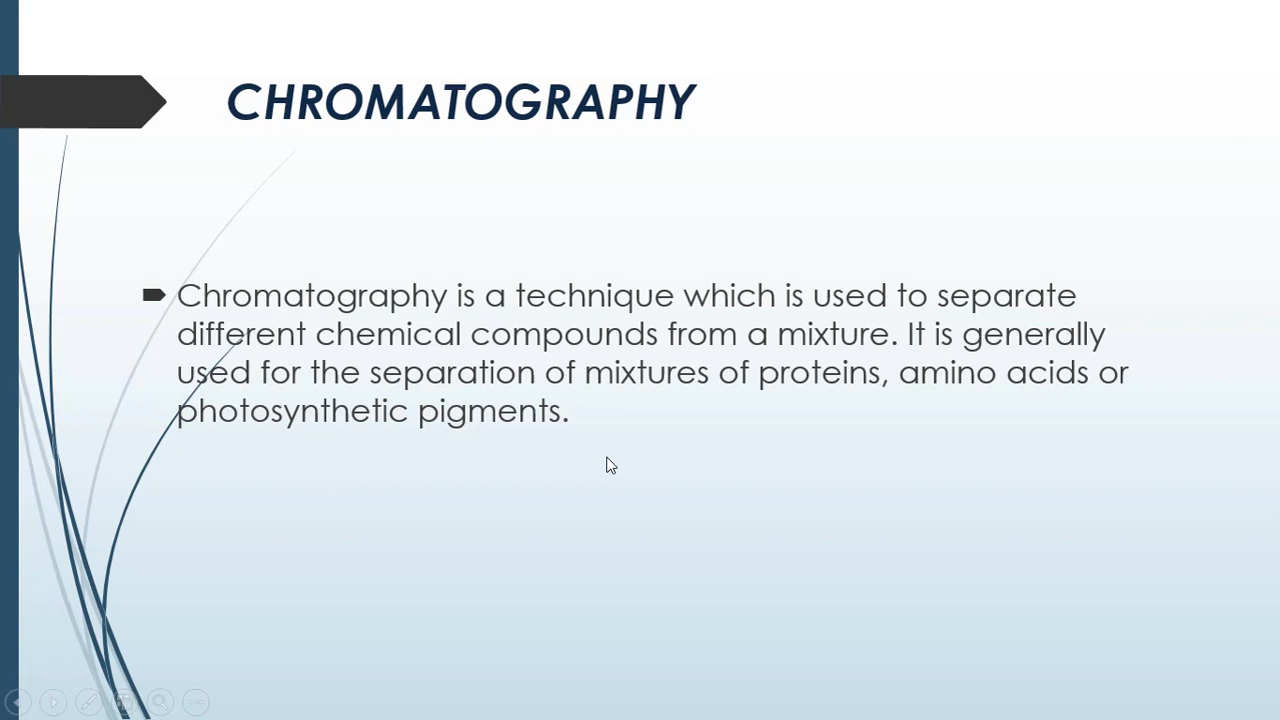 CHROMATOGRAPHY
Chromatography is a technique which is used to separate
different chemical compounds from a mixture. It is generally
used for the separation of mixtures of proteins, amino acids or
photosynthetic pigments.